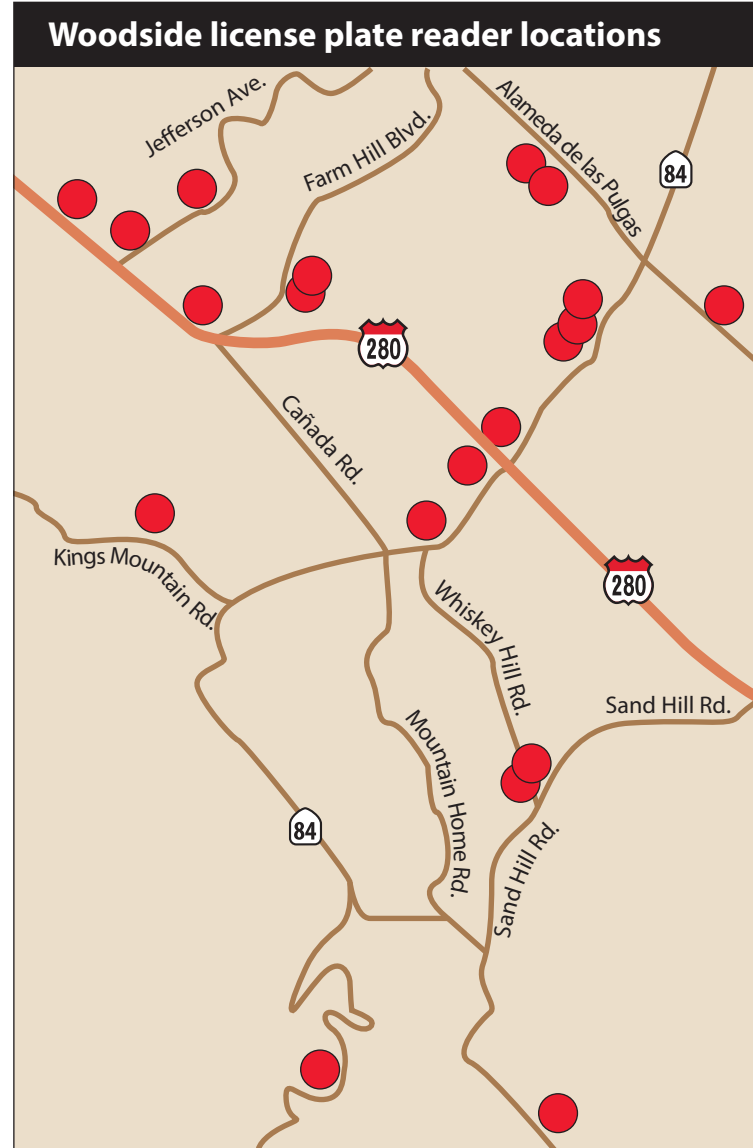 Woodside license plate reader locations
Jefferson Ave.
Farm Hill Blvd.
Alameda de las Pulgas
84
280
Cañada Rd.
Kings Mountain Rd.
280
Whiskey Hill Rd.
Sand Hill Rd.
Mountain Home Rd.
84
Sand Hill Rd.